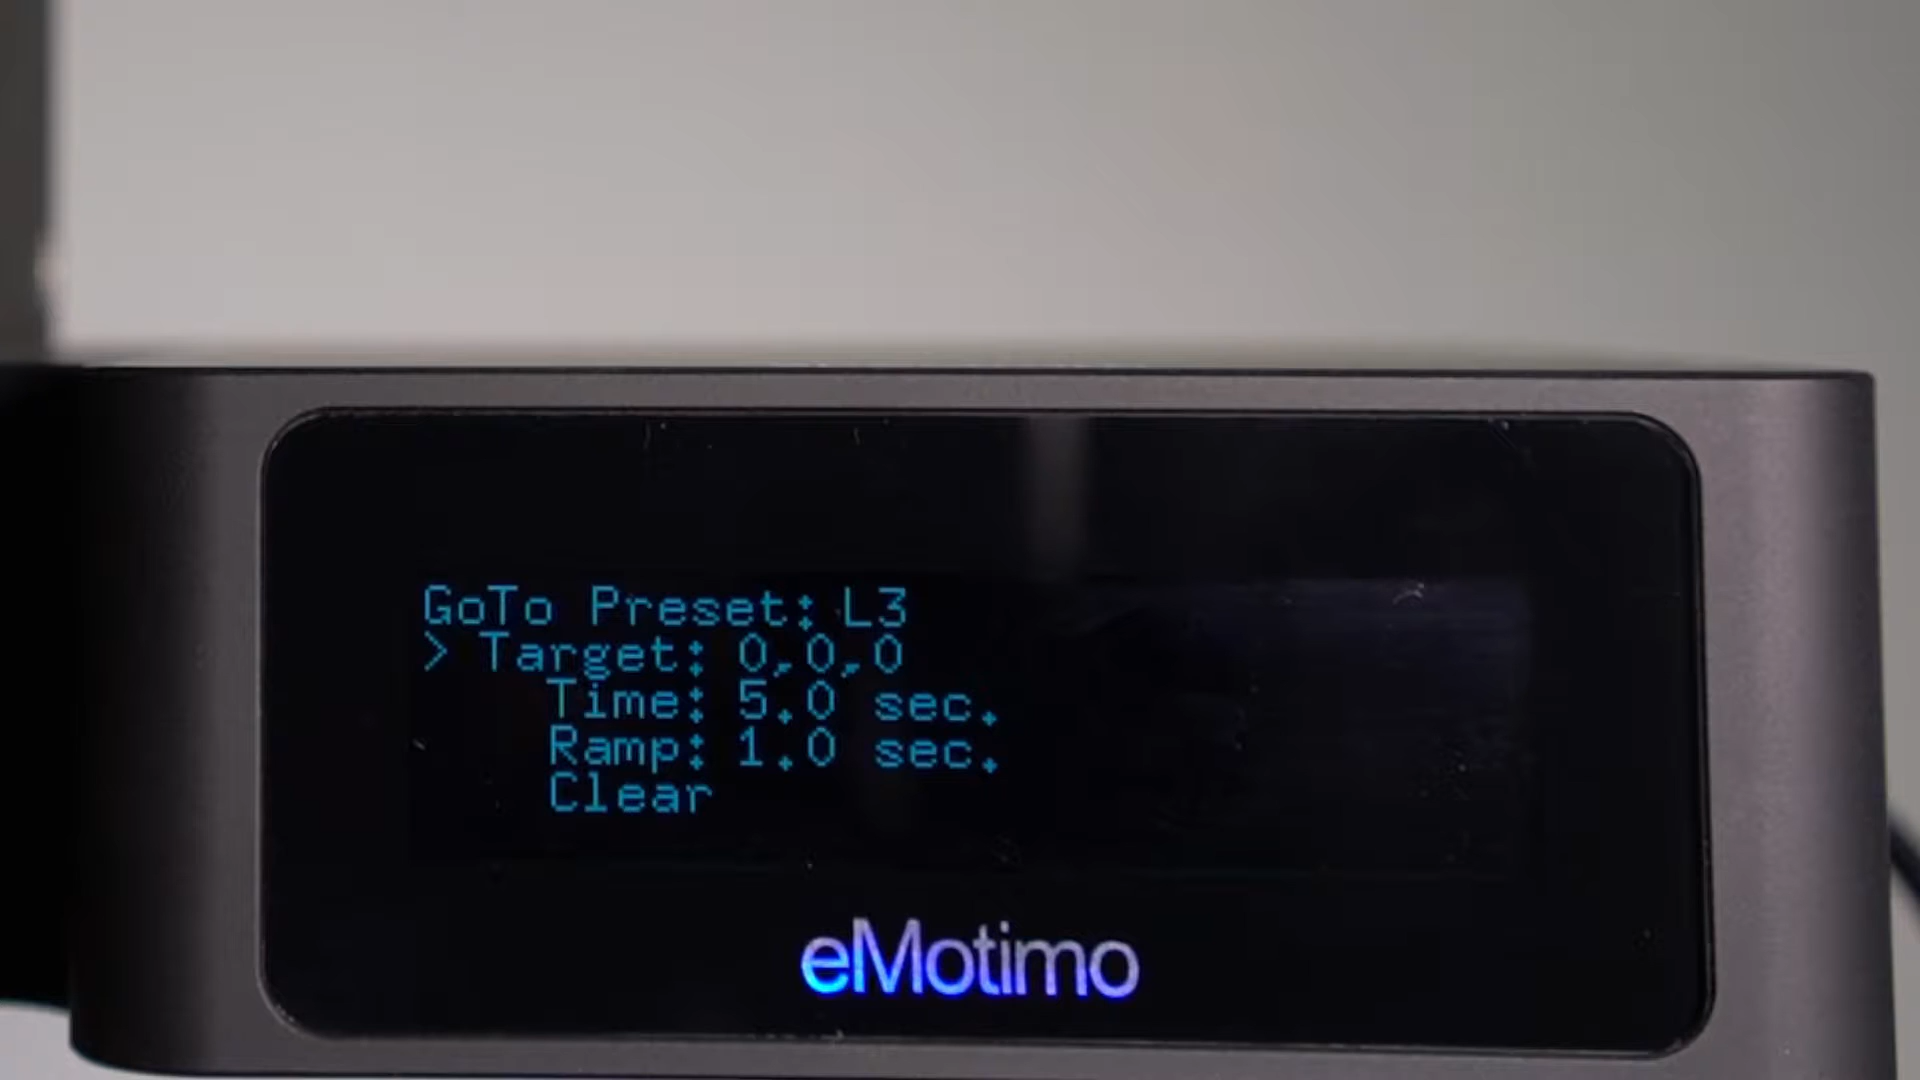 GoTo Preset: L3
> Target: 0,0,0
Time: 5.0 sec.
Ramp: 1.0 sec.
Clear
eMotimo